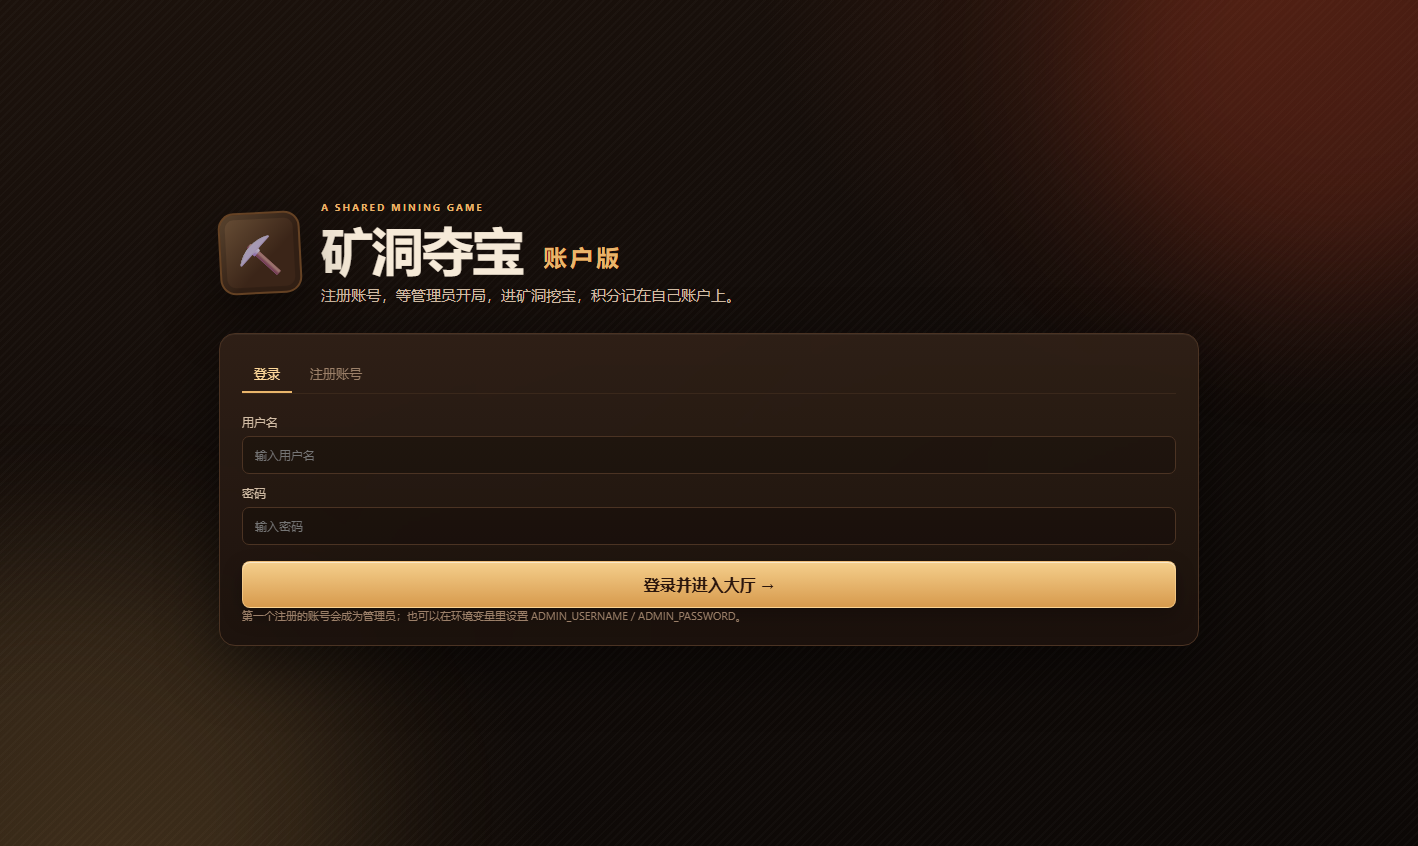 A SHARED MINING GAME
矿洞夺宝 账户版
注册账号，等管理员开局，进矿洞挖宝，积分记在自己账户上。
登录 注册账号
用户名
输入用户名
密码
输入密码
登录并进入大厅 →
第一个注册的账号会成为管理员；也可以在环境变量里设置 ADMIN_USERNAME / ADMIN_PASSWORD。